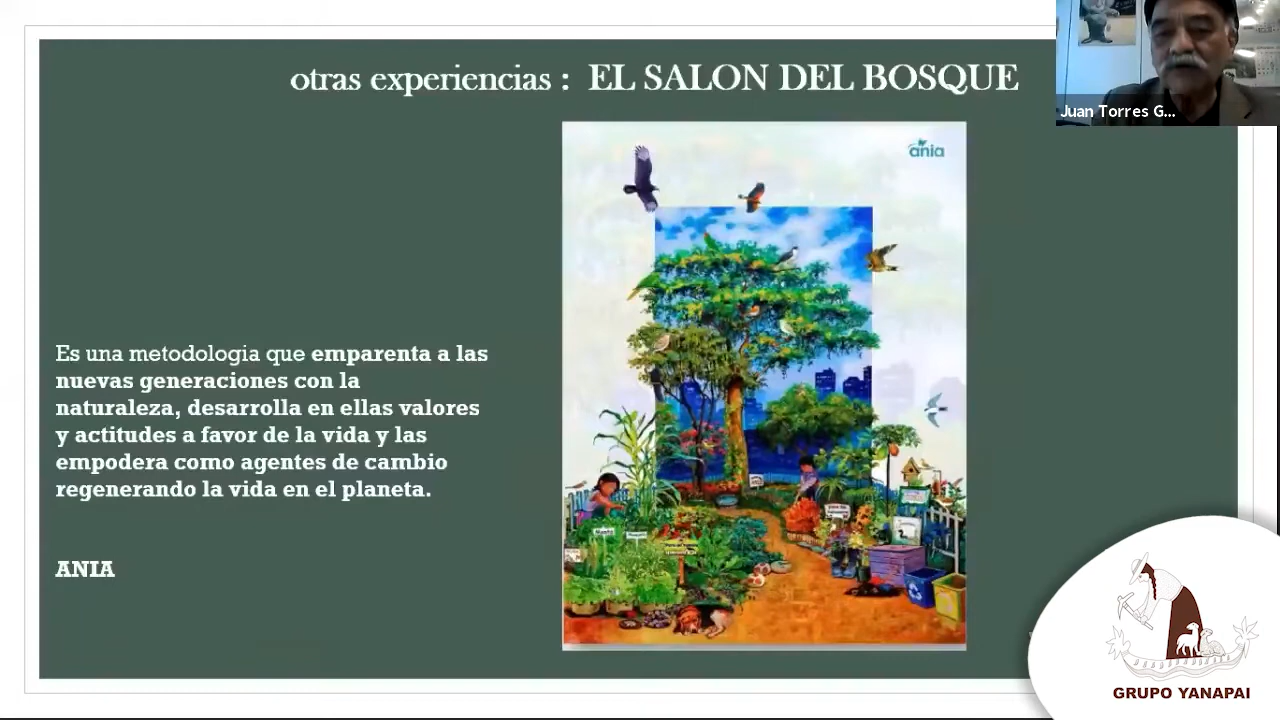 otras experiencias : EL SALON DEL BOSQUE
Juan Torres G...
ania
Es una metodologia que emparenta a las
nuevas generaciones con la
naturaleza, desarrolla en ellas valores
y actitudes a favor de la vida y las
empodera como agentes de cambio
regenerando la vida en el planeta.
ANIA
GRUPO YANAPAI